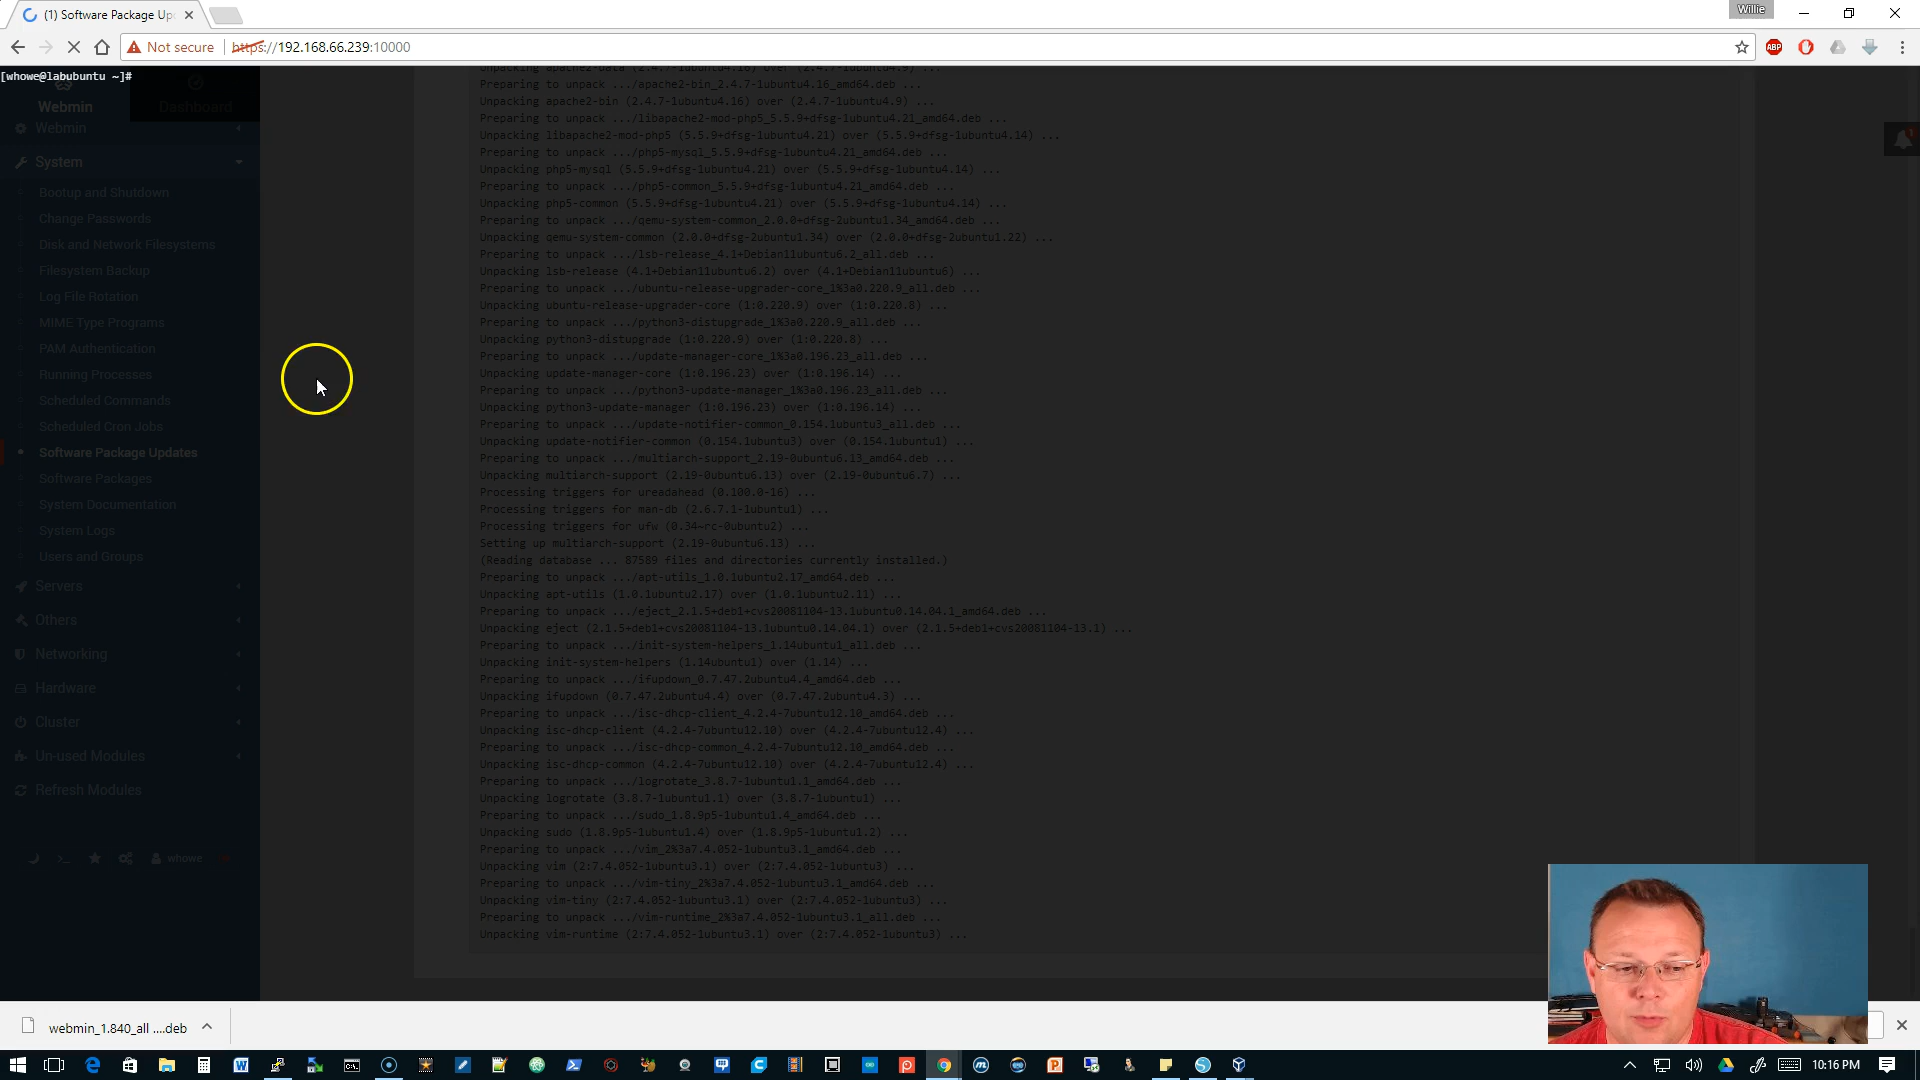 (1) Software Package Up
Willie
Not secure
https://192.168.66.239:10000
ABP
[whowe@labubuntu ~]#
Webmin
Dashboard
Webmin
System
Bootup and Shutdown
Change Passwords
Disk and Network Filesystems
Filesystem Backup
Log File Rotation
MIME Type Programs
PAM Authentication
Running Processes
Scheduled Commands
Scheduled Cron Jobs
Software Package Updates
Software Packages
System Documentation
System Logs
Users and Groups
Servers
Others
Networking
Hardware
Cluster
Un-used Modules
Refresh Modules
whowe
Unpacking apache2-data (2.4.7-1ubuntu4.16) over (2.4.7-1ubuntu4.9) ...
Preparing to unpack .../apache2-bin_2.4.7-1ubuntu4.16_amd64.deb ...
Unpacking apache2-bin (2.4.7-1ubuntu4.16) over (2.4.7-1ubuntu4.9) ...
Preparing to unpack .../libapache2-mod-php5_5.5.9+dfsg-1ubuntu4.21_amd64.deb ...
Unpacking libapache2-mod-php5 (5.5.9+dfsg-1ubuntu4.21) over (5.5.9+dfsg-1ubuntu4.14) ...
Preparing to unpack .../php5-mysql_5.5.9+dfsg-1ubuntu4.21_amd64.deb ...
Unpacking php5-mysql (5.5.9+dfsg-1ubuntu4.21) over (5.5.9+dfsg-1ubuntu4.14) ...
Preparing to unpack .../php5-common_5.5.9+dfsg-1ubuntu4.21_amd64.deb ...
Unpacking php5-common (5.5.9+dfsg-1ubuntu4.21) over (5.5.9+dfsg-1ubuntu4.14) ...
Preparing to unpack .../qemu-system-common_2.0.0+dfsg-2ubuntu1.34_amd64.deb ...
Unpacking qemu-system-common (2.0.0+dfsg-2ubuntu1.34) over (2.0.0+dfsg-2ubuntu1.22) ...
Preparing to unpack .../lsb-release_4.1+Debian11ubuntu6.2_all.deb ...
Unpacking lsb-release (4.1+Debian11ubuntu6.2) over (4.1+Debian11ubuntu6) ...
Preparing to unpack .../ubuntu-release-upgrader-core_1%3a0.220.9_all.deb ...
Unpacking ubuntu-release-upgrader-core (1:0.220.9) over (1:0.220.8) ...
Preparing to unpack .../python3-distupgrade_1%3a0.220.9_all.deb ...
Unpacking python3-distupgrade (1:0.220.9) over (1:0.220.8) ...
Preparing to unpack .../update-manager-core_1%3a0.196.23_all.deb ...
Unpacking update-manager-core (1:0.196.23) over (1:0.196.14) ...
Preparing to unpack .../python3-update-manager_1%3a0.196.23_all.deb ...
Unpacking python3-update-manager (1:0.196.23) over (1:0.196.14) ...
Preparing to unpack .../update-notifier-common_0.154.1ubuntu3_all.deb ...
Unpacking update-notifier-common (0.154.1ubuntu3) over (0.154.1ubuntu1) ...
Preparing to unpack .../multiarch-support_2.19-0ubuntu6.13_amd64.deb ...
Unpacking multiarch-support (2.19-0ubuntu6.13) over (2.19-0ubuntu6.7) ...
Processing triggers for ureadahead (0.100.0-16) ...
Processing triggers for man-db (2.6.7.1-1ubuntu1) ...
Processing triggers for ufw (0.34~rc-0ubuntu2) ...
Setting up multiarch-support (2.19-0ubuntu6.13) ...
(Reading database ... 87589 files and directories currently installed.)
Preparing to unpack .../apt-utils_1.0.1ubuntu2.17_amd64.deb ...
Unpacking apt-utils (1.0.1ubuntu2.17) over (1.0.1ubuntu2.11) ...
Preparing to unpack .../eject_2.1.5+deb1+cvs20081104-13.1ubuntu0.14.04.1_amd64.deb ...
Unpacking eject (2.1.5+deb1+cvs20081104-13.1ubuntu0.14.04.1) over (2.1.5+deb1+cvs20081104-13.1) ...
Preparing to unpack .../init-system-helpers_1.14ubuntu1_all.deb ...
Unpacking init-system-helpers (1.14ubuntu1) over (1.14) ...
Preparing to unpack .../ifupdown_0.7.47.2ubuntu4.4_amd64.deb ...
Unpacking ifupdown (0.7.47.2ubuntu4.4) over (0.7.47.2ubuntu4.3) ...
Preparing to unpack .../isc-dhcp-client_4.2.4-7ubuntu12.10_amd64.deb ...
Unpacking isc-dhcp-client (4.2.4-7ubuntu12.10) over (4.2.4-7ubuntu12.4) ...
Preparing to unpack .../isc-dhcp-common_4.2.4-7ubuntu12.10_amd64.deb ...
Unpacking isc-dhcp-common (4.2.4-7ubuntu12.10) over (4.2.4-7ubuntu12.4) ...
Preparing to unpack .../logrotate_3.8.7-1ubuntu1.1_amd64.deb ...
Unpacking logrotate (3.8.7-1ubuntu1.1) over (3.8.7-1ubuntu1) ...
Preparing to unpack .../sudo_1.8.9p5-1ubuntu1.4_amd64.deb ...
Unpacking sudo (1.8.9p5-1ubuntu1.4) over (1.8.9p5-1ubuntu1.2) ...
Preparing to unpack .../vim_2%3a7.4.052-1ubuntu3.1_amd64.deb ...
Unpacking vim (2:7.4.052-1ubuntu3.1) over (2:7.4.052-1ubuntu3) ...
Preparing to unpack .../vim-tiny_2%3a7.4.052-1ubuntu3.1_amd64.deb ...
Unpacking vim-tiny (2:7.4.052-1ubuntu3.1) over (2:7.4.052-1ubuntu3) ...
Preparing to unpack .../vim-runtime_2%3a7.4.052-1ubuntu3.1_all.deb ...
Unpacking vim-runtime (2:7.4.052-1ubuntu3.1) over (2:7.4.052-1ubuntu3) ...
webmin_1.840_all ....deb
10:16 PM